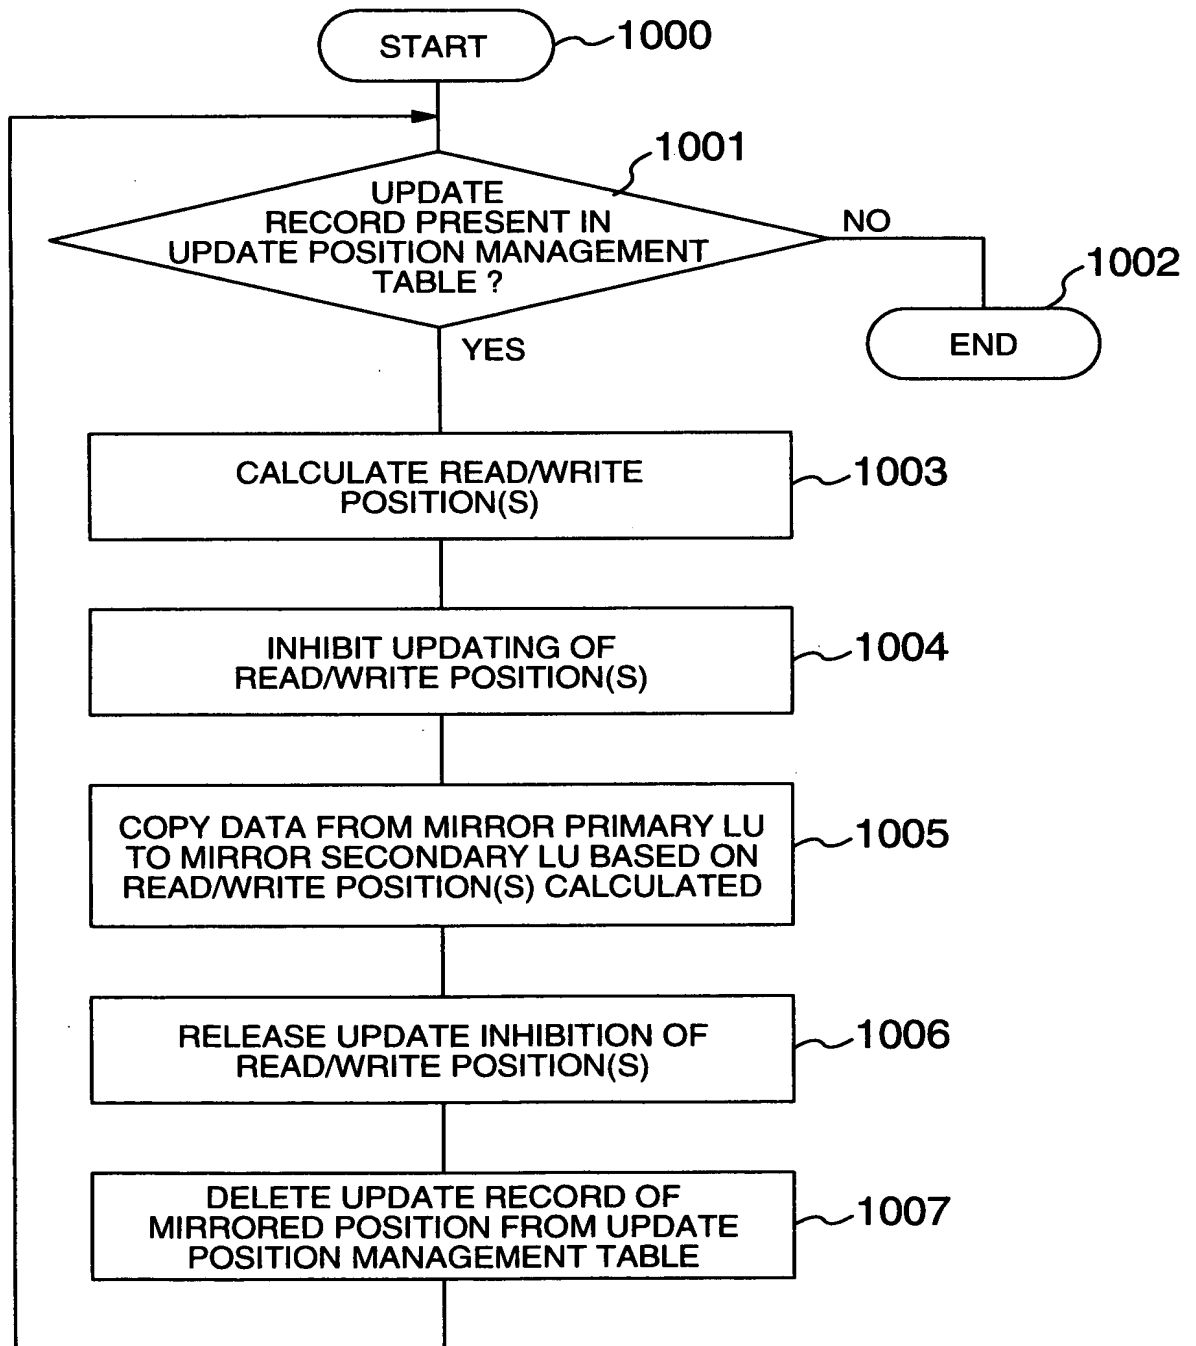 START
1000
1001
UPDATE
RECORD PRESENT IN
UPDATE POSITION MANAGEMENT
TABLE ?
NO
1002
END
YES
CALCULATE READ/WRITE
POSITION(S)
1003
INHIBIT UPDATING OF
READ/WRITE POSITION(S)
1004
COPY DATA FROM MIRROR PRIMARY LU
TO MIRROR SECONDARY LU BASED ON
READ/WRITE POSITION(S) CALCULATED
1005
RELEASE UPDATE INHIBITION OF
READ/WRITE POSITION(S)
1006
DELETE UPDATE RECORD OF
MIRRORED POSITION FROM UPDATE
POSITION MANAGEMENT TABLE
1007